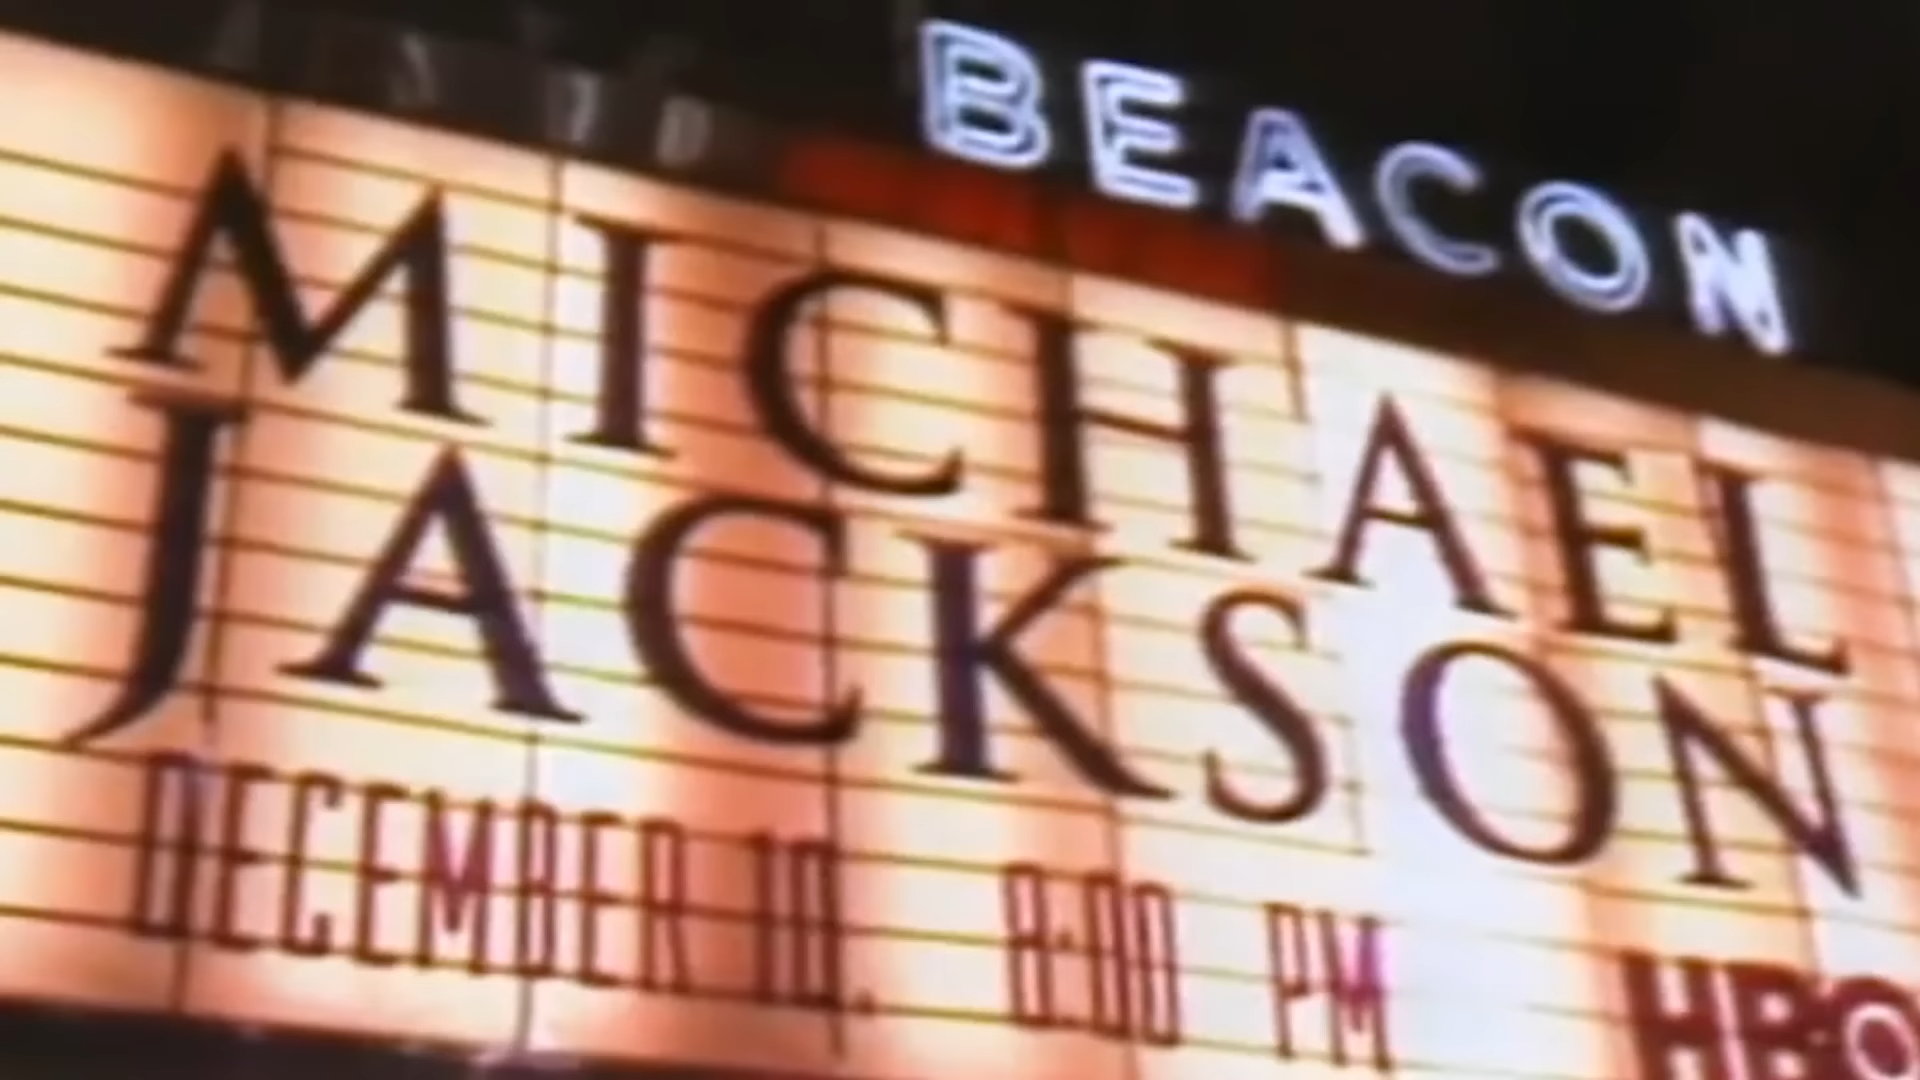 BEACON
MICHAEL
JACKSON
DECEMBER 10, 8:00 PM HBO